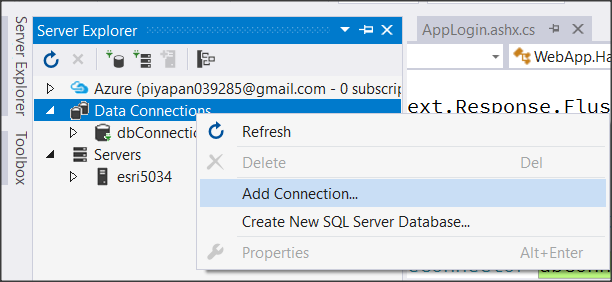 Server Explorer
Toolbox
Server Explorer
AppLogin.ashx.cs
WebApp.Ha
Azure (piyapan039285@gmail.com - 0 subscript
Data Connections
ext.Response.Flus
dbConnectio
Refresh
Servers
Delete Del
esri5034
Add Connection...
Create New SQL Server Database...
Properties Alt+Enter